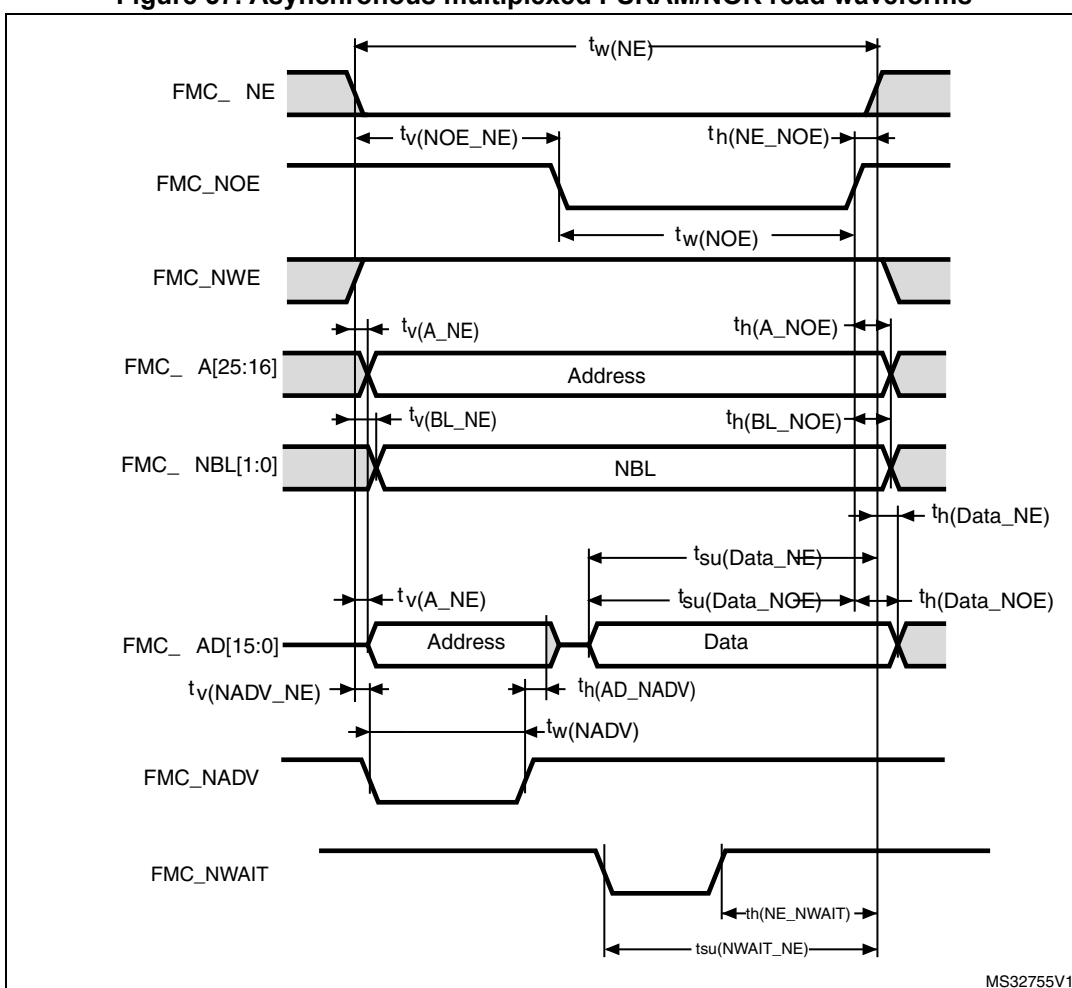 Figure 57. Asynchronous multiplexed PSRAM/NOR read waveforms
tw(NE)
FMC_ NE
tv(NOE_NE)
th(NE_NOE)
FMC_NOE
tw(NOE)
FMC_NWE
tv(A_NE)
th(A_NOE)
FMC_ A[25:16]
Address
tv(BL_NE)
th(BL_NOE)
FMC_ NBL[1:0]
NBL
th(Data_NE)
tsu(Data_NE)
tv(A_NE)
tsu(Data_NOE)
th(Data_NOE)
FMC_ AD[15:0]
Address
Data
tv(NADV_NE)
th(AD_NADV)
tw(NADV)
FMC_NADV
FMC_NWAIT
th(NE_NWAIT)
tsu(NWAIT_NE)
MS32755V1